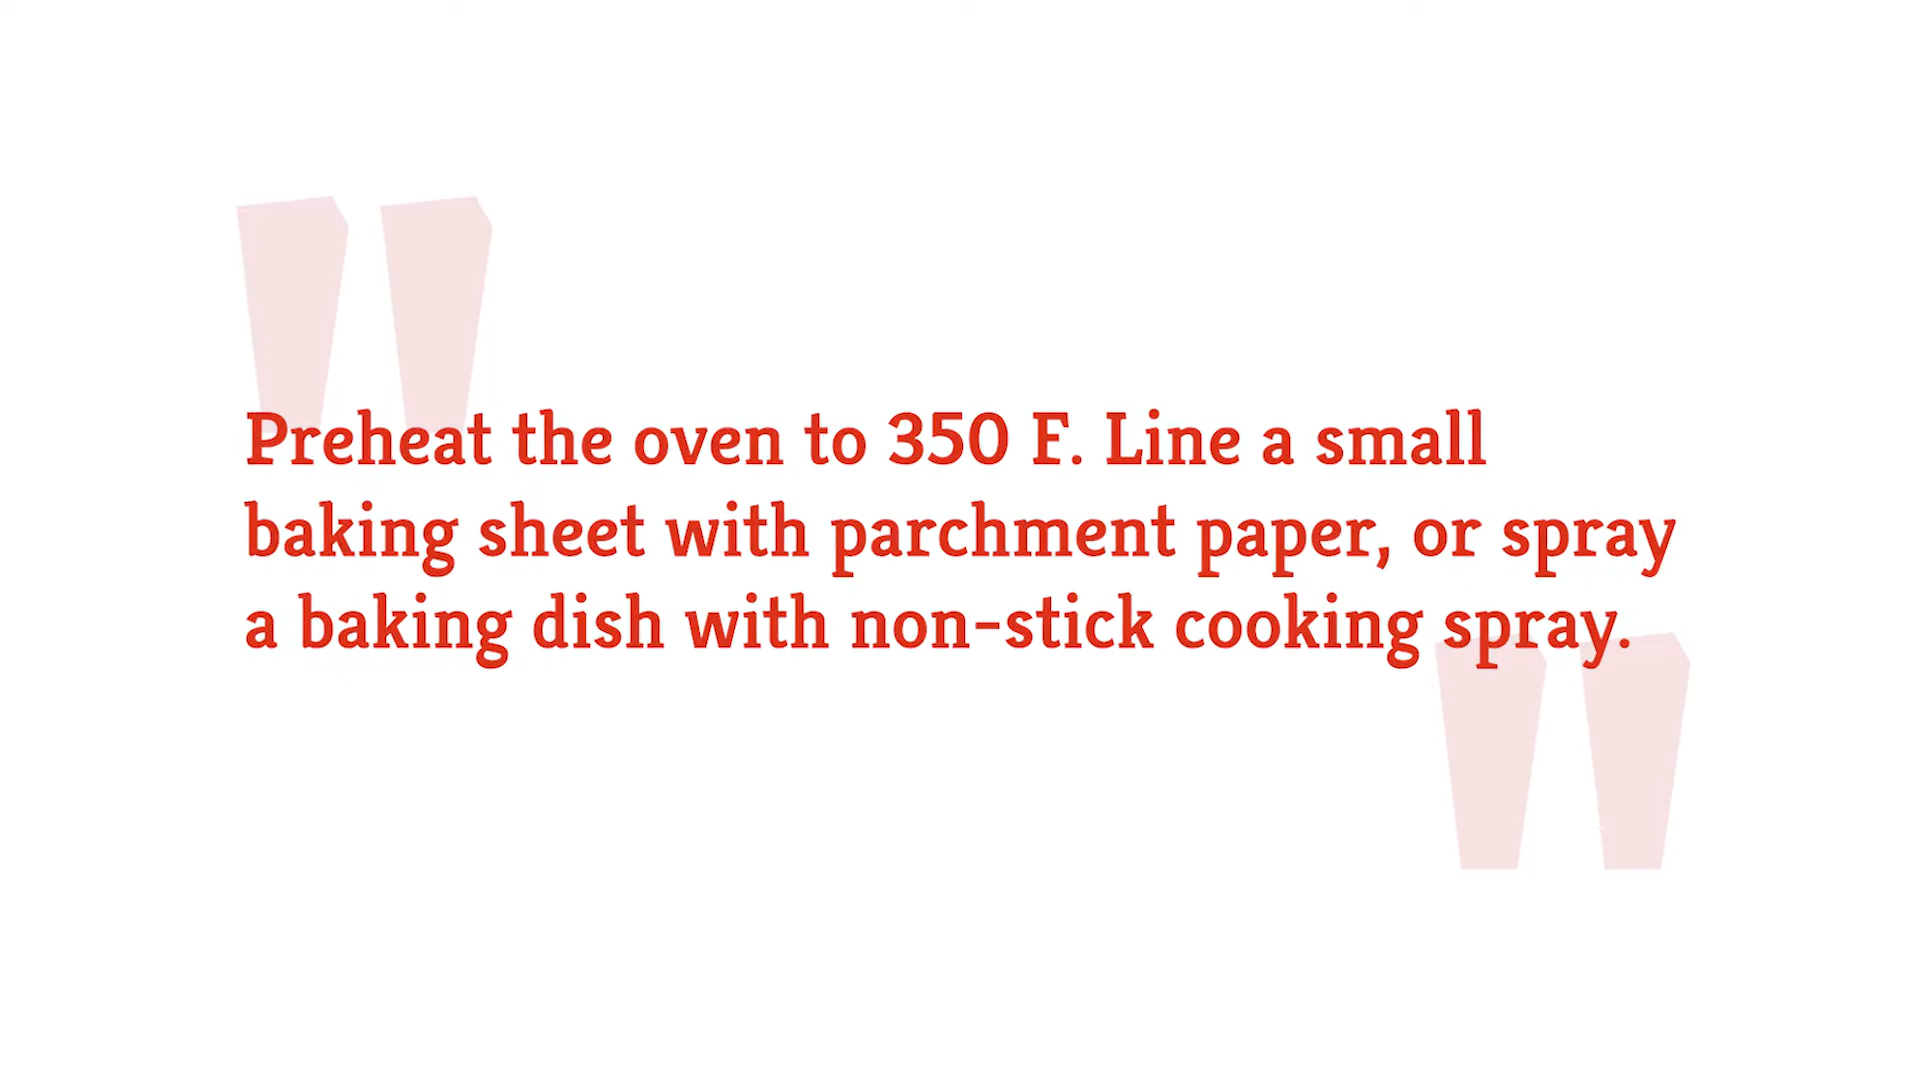 Preheat the oven to 350 F. Line a small
baking sheet with parchment paper, or spray
a baking dish with non-stick cooking spray.